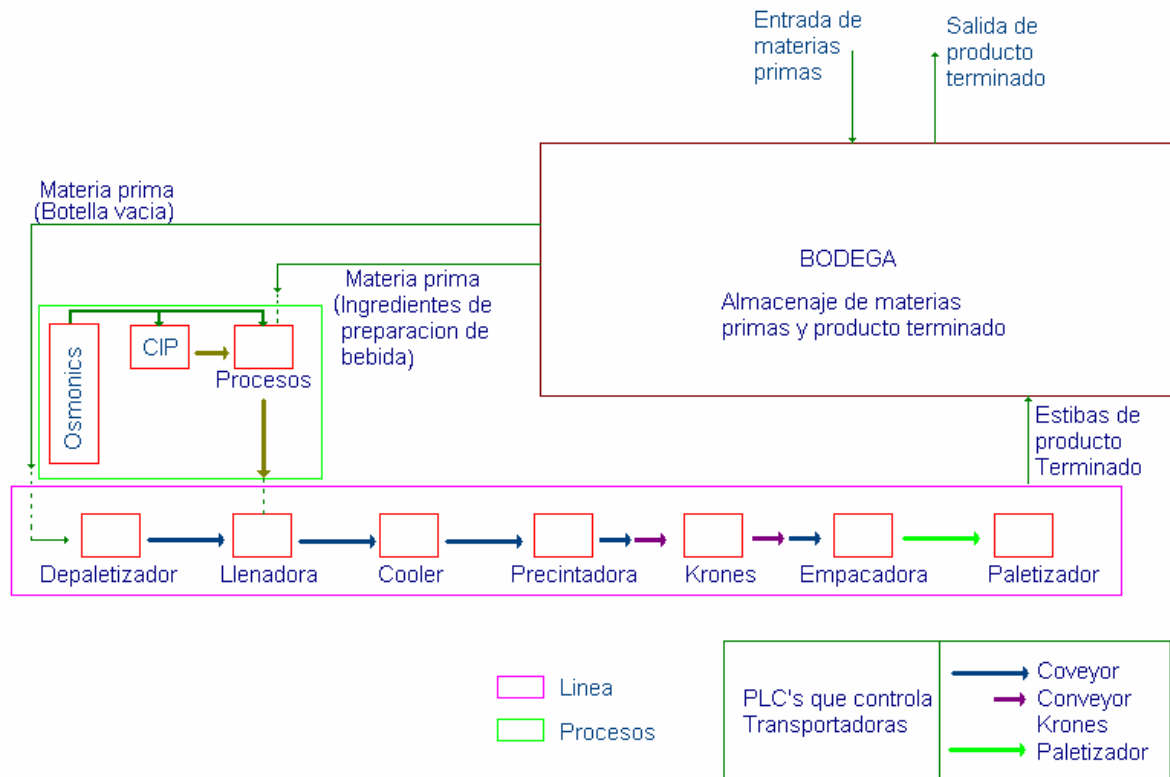 Entrada de
materias
primas
Salida de
producto
terminado
Materia prima
(Botella vacia)
BODEGA
Almacenaje de materias
primas y producto terminado
Materia prima
(Ingredientes de
preparacion de
bebida)
Osmonics
CIP
Procesos
Estibas de
producto
Terminado
Depaletizador
Llenadora
Cooler
Precintadora
Krones
Empacadora
Paletizador
Linea
Procesos
PLC's que controla
Transportadoras
Coveyor
Conveyor
Krones
Paletizador